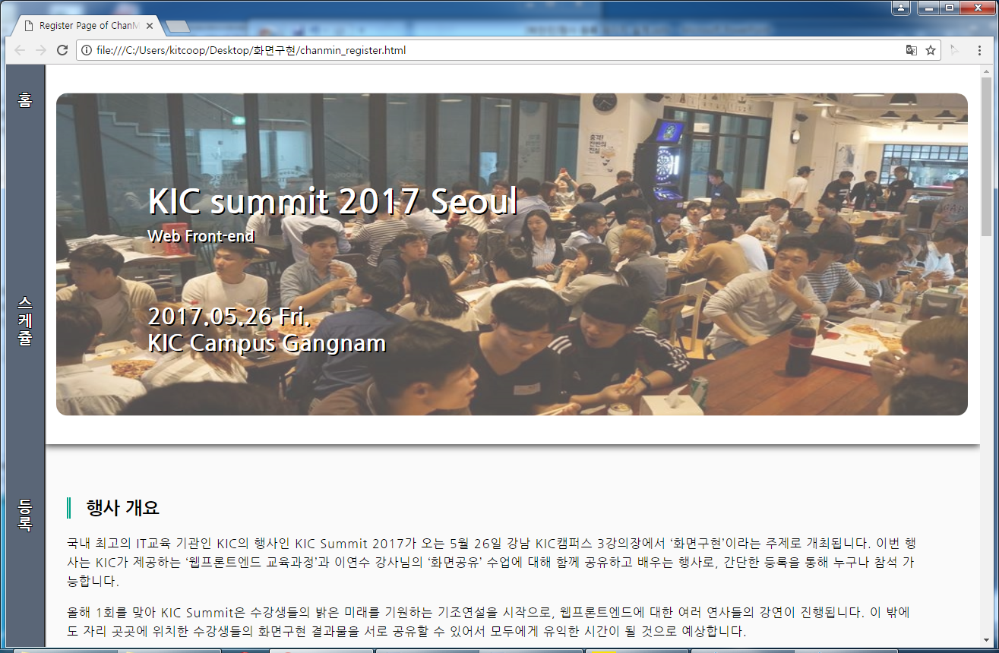 Register Page of ChanM
file:///C:/Users/kitcoop/Desktop/화면구현/chanmin_register.html
홈
스케쥴
등록
KIC summit 2017 Seoul
Web Front-end
2017.05.26 Fri.
KIC Campus Gangnam
행사 개요
국내 최고의 IT교육 기관인 KIC의 행사인 KIC Summit 2017가 오는 5월 26일 강남 KIC캠퍼스 3강의장에서 ‘화면구현’이라는 주제로 개최됩니다. 이번 행
사는 KIC가 제공하는 ‘웹프론트엔드 교육과정’과 이연수 강사님의 ‘화면공유’ 수업에 대해 함께 공유하고 배우는 행사로, 간단한 등록을 통해 누구나 참석 가
능합니다.
올해 1회를 맞아 KIC Summit은 수강생들의 밝은 미래를 기원하는 기조연설을 시작으로, 웹프론트엔드에 대한 여러 연사들의 강연이 진행됩니다. 이 밖에
도 자리 곳곳에 위치한 수강생들의 화면구현 결과물을 서로 공유할 수 있어서 모두에게 유익한 시간이 될 것으로 예상합니다.